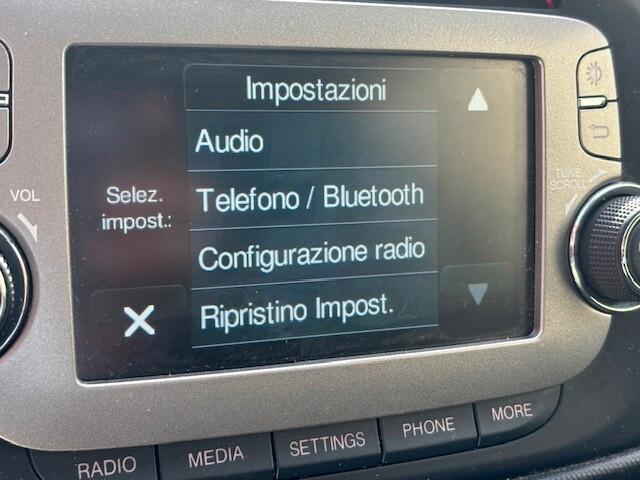 Impostazioni
Audio
Selez.
impost.:
Telefono / Bluetooth
Configurazione radio
Ripristino Impost.
VOL
TUNE
SCROLL
RADIO
MEDIA
SETTINGS
PHONE
MORE